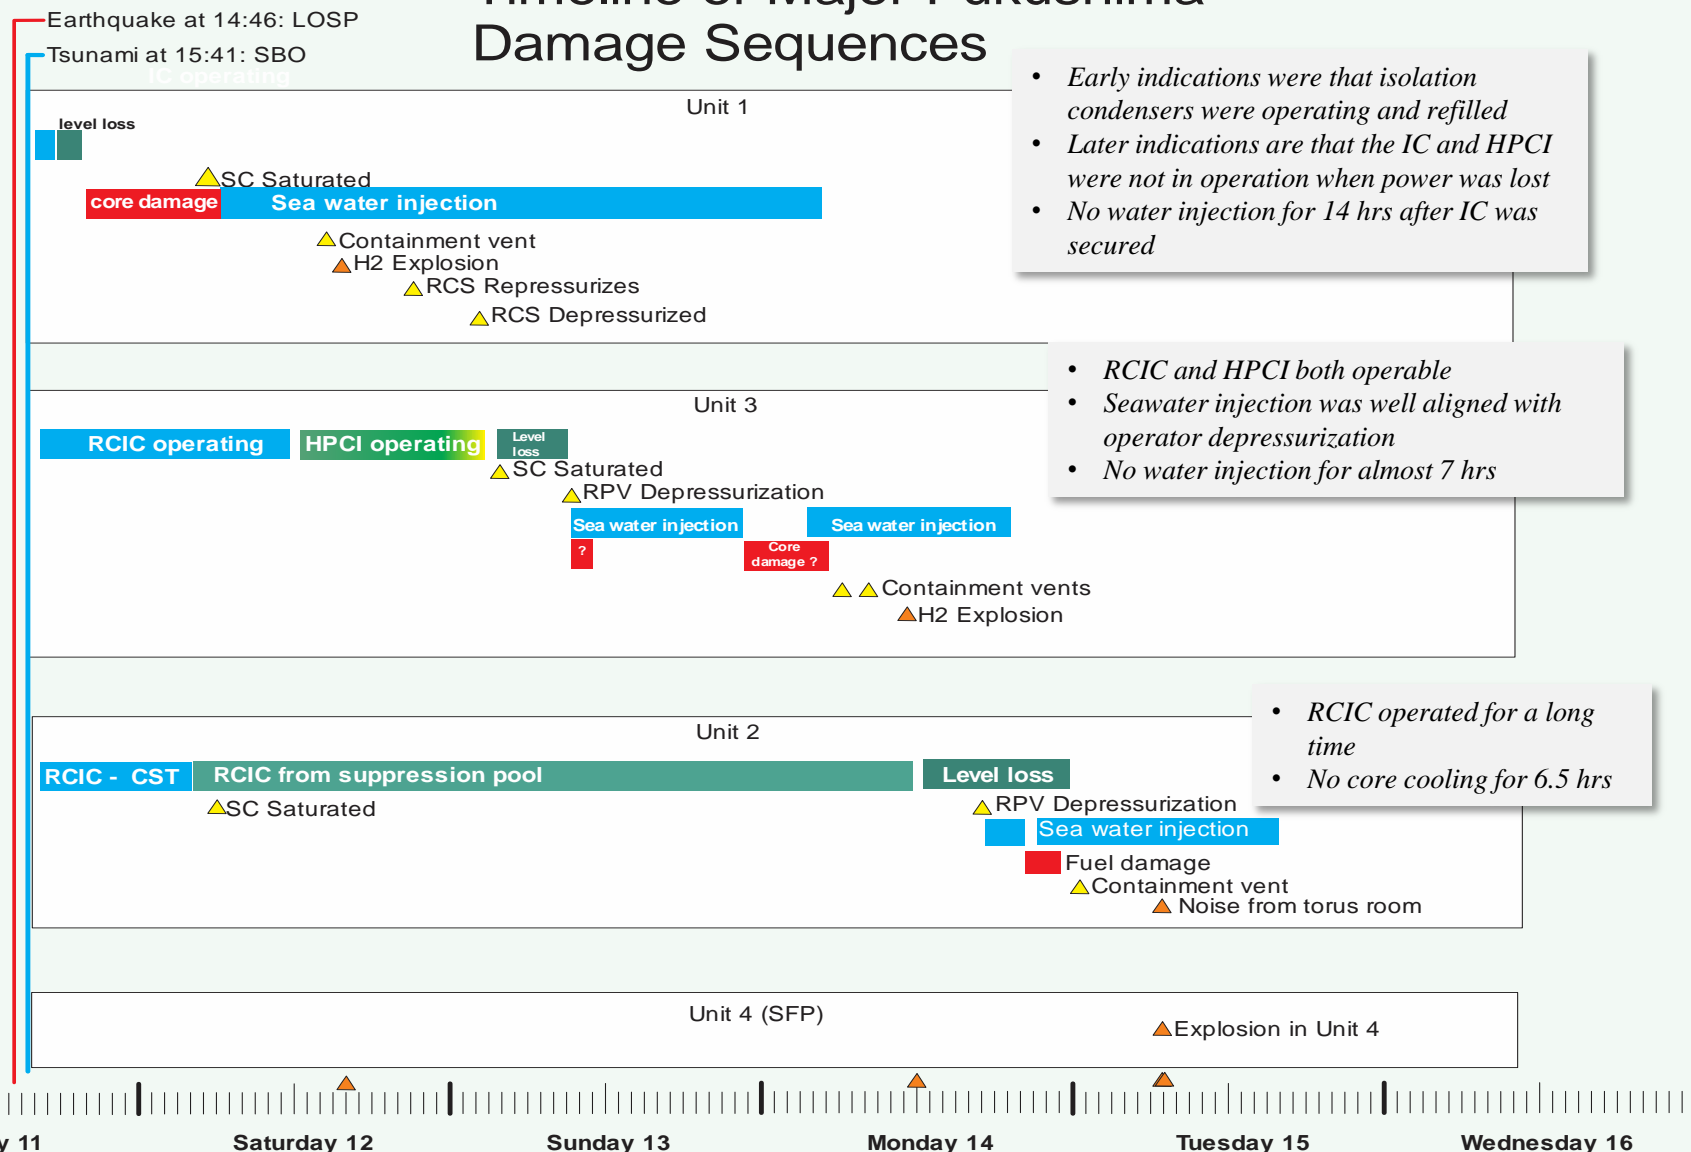 Timeline of Major Fukushima
Damage Sequences
Earthquake at 14:46: LOSP
Tsunami at 15:41: SBO
IC operating
Unit 1
level loss
SC Saturated
core damage
Sea water injection
Containment vent
H2 Explosion
RCS Repressurizes
RCS Depressurized
• Early indications were that isolation
condensers were operating and refilled
• Later indications are that the IC and HPCI
were not in operation when power was lost
• No water injection for 14 hrs after IC was
secured
Unit 3
RCIC operating
HPCI operating
Level
loss
SC Saturated
RPV Depressurization
Sea water injection
Sea water injection
?
Core
damage ?
Containment vents
H2 Explosion
• RCIC and HPCI both operable
• Seawater injection was well aligned with
operator depressurization
• No water injection for almost 7 hrs
Unit 2
RCIC - CST
RCIC from suppression pool
Level loss
SC Saturated
RPV Depressurization
Sea water injection
Fuel damage
Containment vent
Noise from torus room
• RCIC operated for a long
time
• No core cooling for 6.5 hrs
Unit 4 (SFP)
Explosion in Unit 4
y 11
Saturday 12
Sunday 13
Monday 14
Tuesday 15
Wednesday 16